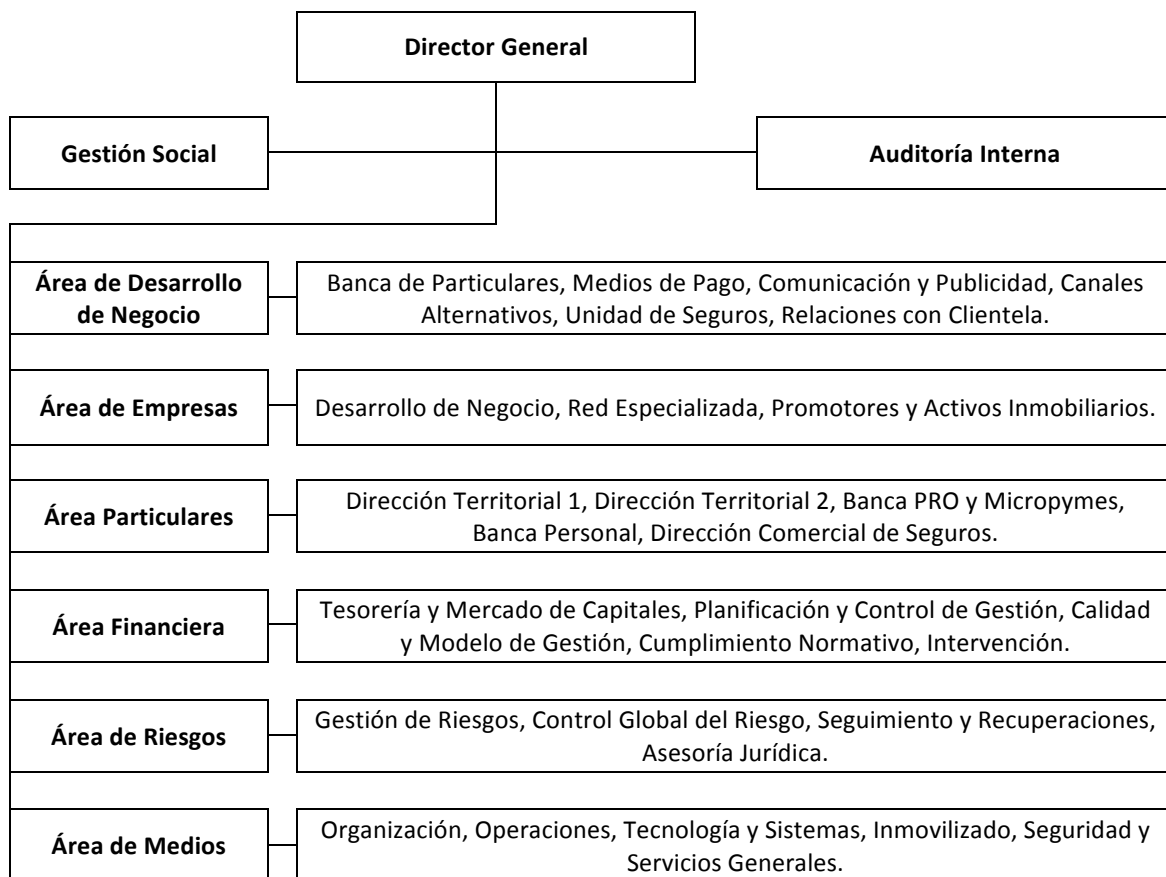 Director General
Gestión Social
Auditoría Interna
Área de Desarrollo
de Negocio
Banca de Particulares, Medios de Pago, Comunicación y Publicidad, Canales
Alternativos, Unidad de Seguros, Relaciones con Clientela.
Área de Empresas
Desarrollo de Negocio, Red Especializada, Promotores y Activos Inmobiliarios.
Área Particulares
Dirección Territorial 1, Dirección Territorial 2, Banca PRO y Micropymes,
Banca Personal, Dirección Comercial de Seguros.
Área Financiera
Tesorería y Mercado de Capitales, Planificación y Control de Gestión, Calidad
y Modelo de Gestión, Cumplimiento Normativo, Intervención.
Área de Riesgos
Gestión de Riesgos, Control Global del Riesgo, Seguimiento y Recuperaciones,
Asesoría Jurídica.
Área de Medios
Organización, Operaciones, Tecnología y Sistemas, Inmovilizado, Seguridad y
Servicios Generales.